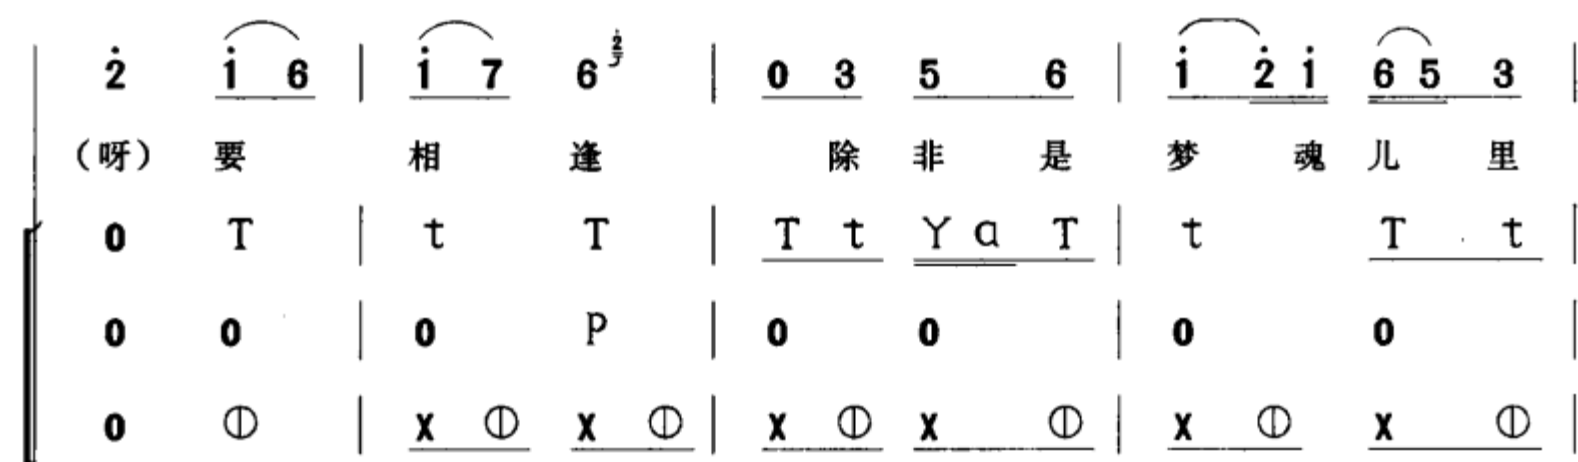 2̇ 1̇ 6 | 1̇ 7 6 2̇ | 0 3 5 6 | 1̇ 2̇ 1̇ 6 5 3 |
（呀） 要 相 逢 除 非 是 梦 魂 儿 里
0 T | t T | T t Y a T | t T t |
0 0 | 0 P | 0 0 | 0 0 |
0 ⦶ | X ⦶ X ⦶ | X ⦶ X ⦶ | X ⦶ X ⦶ |